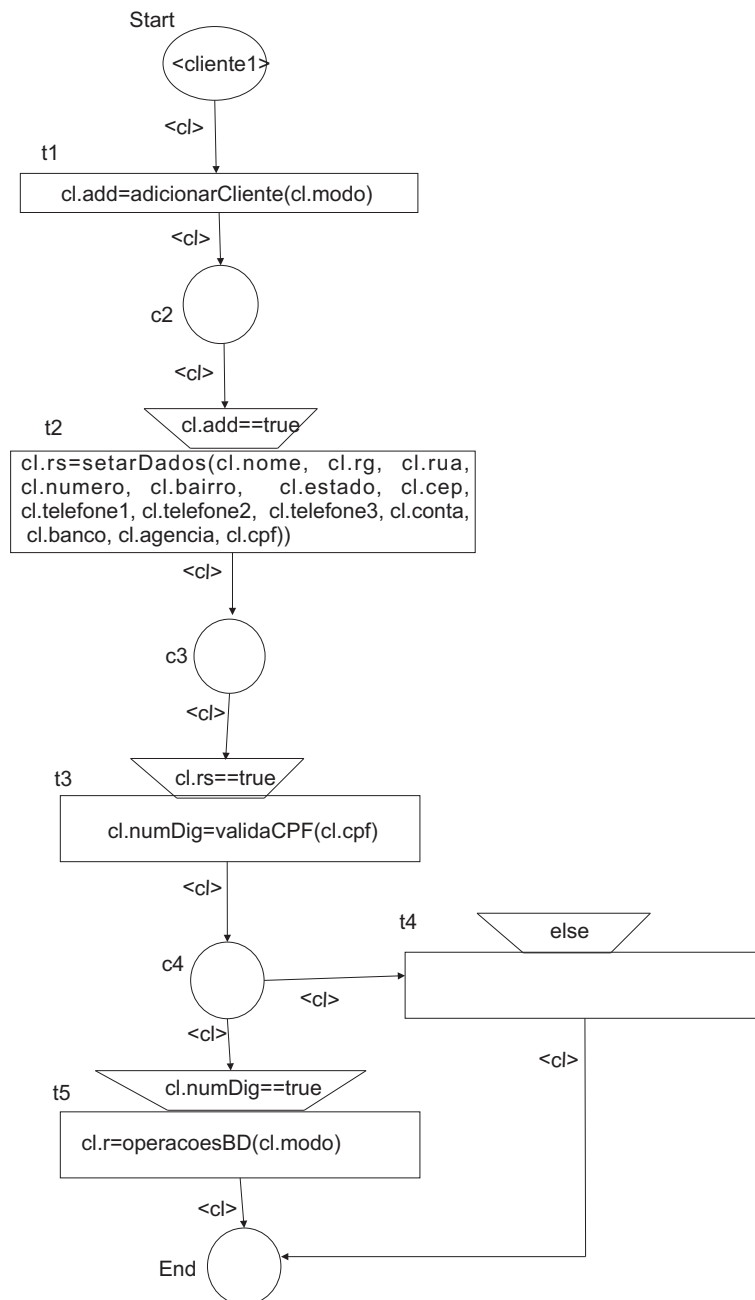 Start
<cliente1>
<cl>
t1
cl.add=adicionarCliente(cl.modo)
<cl>
c2
<cl>
cl.add==true
t2
cl.rs=setarDados(cl.nome, cl.rg, cl.rua,
cl.numero, cl.bairro, cl.estado, cl.cep,
cl.telefone1, cl.telefone2, cl.telefone3, cl.conta,
cl.banco, cl.agencia, cl.cpf))
<cl>
c3
<cl>
cl.rs==true
t3
cl.numDig=validaCPF(cl.cpf)
<cl>
t4
else
c4
<cl>
<cl>
<cl>
cl.numDig==true
t5
cl.r=operacoesBD(cl.modo)
<cl>
End